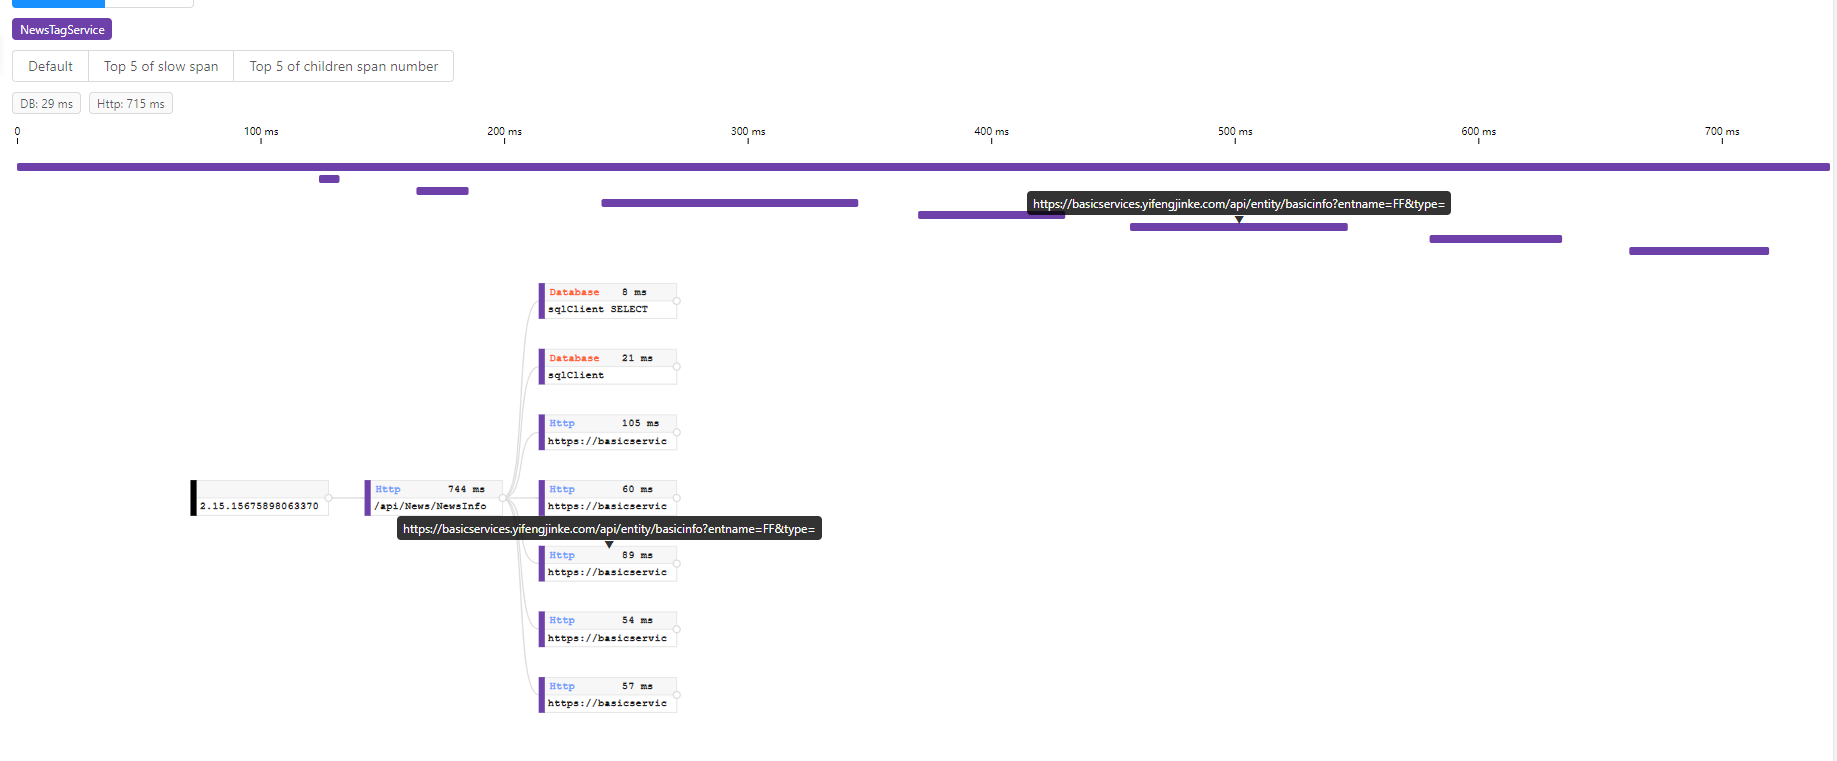 NewsTagService
Default Top 5 of slow span Top 5 of children span number
DB: 29 ms Http: 715 ms
0 100 ms 200 ms 300 ms 400 ms 500 ms 600 ms 700 ms
https://basicservices.yifengjinke.com/api/entity/basicinfo?entname=FF&type=
Database 8 ms
sqlClient SELECT
Database 21 ms
sqlClient
Http 105 ms
https://basicservic
2.15.15675898063370
Http 744 ms
/api/News/NewsInfo
Http 60 ms
https://basicservic
https://basicservices.yifengjinke.com/api/entity/basicinfo?entname=FF&type=
Http 89 ms
https://basicservic
Http 54 ms
https://basicservic
Http 57 ms
https://basicservic